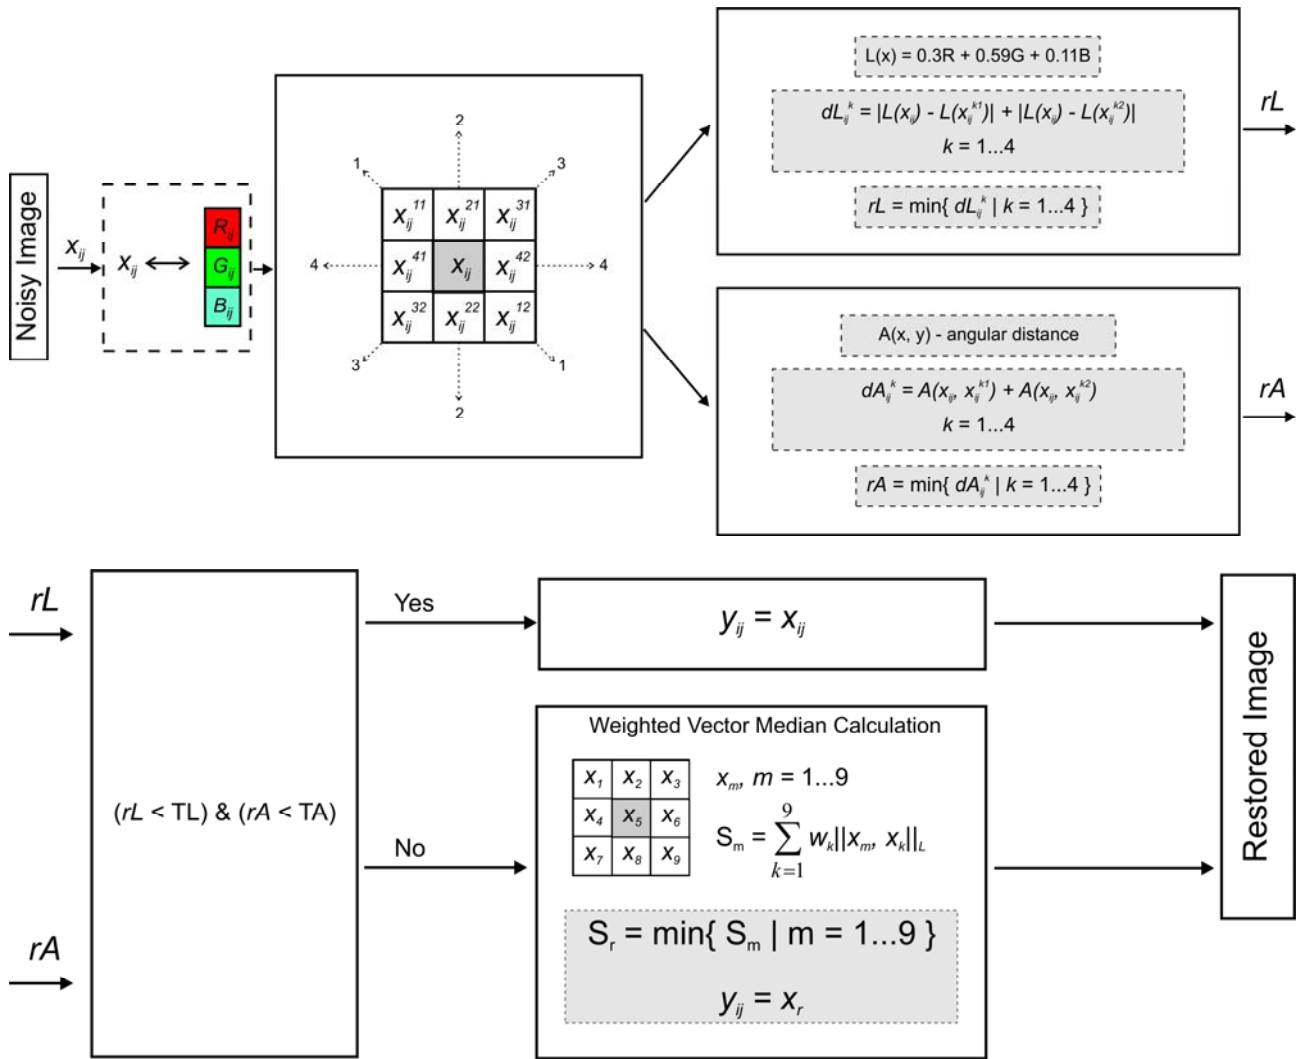 Noisy Image
x_ij
x_ij
R_ij
G_ij
B_ij
1
2
3
4
4
3
2
1
x_ij^11 x_ij^21 x_ij^31
x_ij^41 x_ij x_ij^42
x_ij^32 x_ij^22 x_ij^12
L(x) = 0.3R + 0.59G + 0.11B
dL_ij^k = |L(x_ij) - L(x_ij^k1)| + |L(x_ij) - L(x_ij^k2)|
k = 1...4
rL = min{ dL_ij^k | k = 1...4 }
rL
A(x, y) - angular distance
dA_ij^k = A(x_ij, x_ij^k1) + A(x_ij, x_ij^k2)
k = 1...4
rA = min{ dA_ij^k | k = 1...4 }
rA
rL
rA
(rL < TL) & (rA < TA)
Yes
No
y_ij = x_ij
Weighted Vector Median Calculation
x_1 x_2 x_3
x_4 x_5 x_6
x_7 x_8 x_9
x_m, m = 1...9
S_m = ∑_{k=1}^{9} w_k||x_m, x_k||_L
S_r = min{ S_m | m = 1...9 }
y_ij = x_r
Restored Image